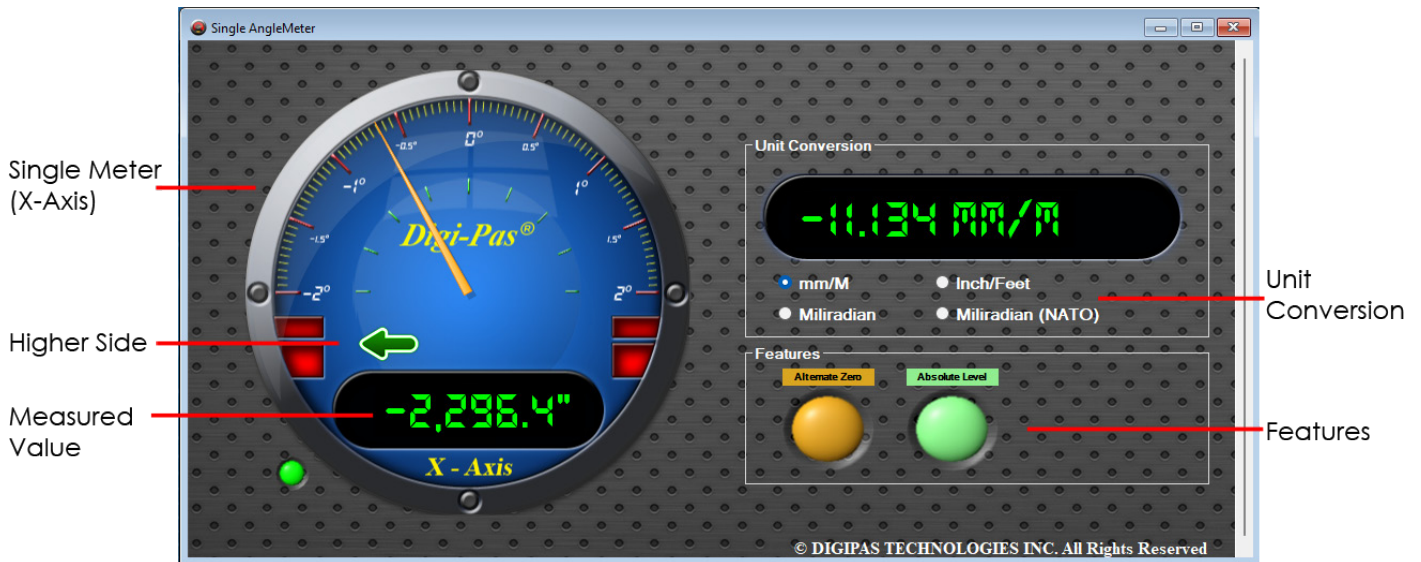 Single AngleMeter
Single Meter
(X-Axis)
Higher Side
Measured
Value
-2°
-1.5°
-1°
-0.5°
0°
0.5°
1°
1.5°
2°
Digi-Pas®
-2,296.4"
X - Axis
Unit Conversion
-11.134 MM/M
mm/M
Inch/Feet
Miliradian
Miliradian (NATO)
Features
Alternate Zero
Absolute Level
Unit
Conversion
Features
© DIGIPAS TECHNOLOGIES INC. All Rights Reserved